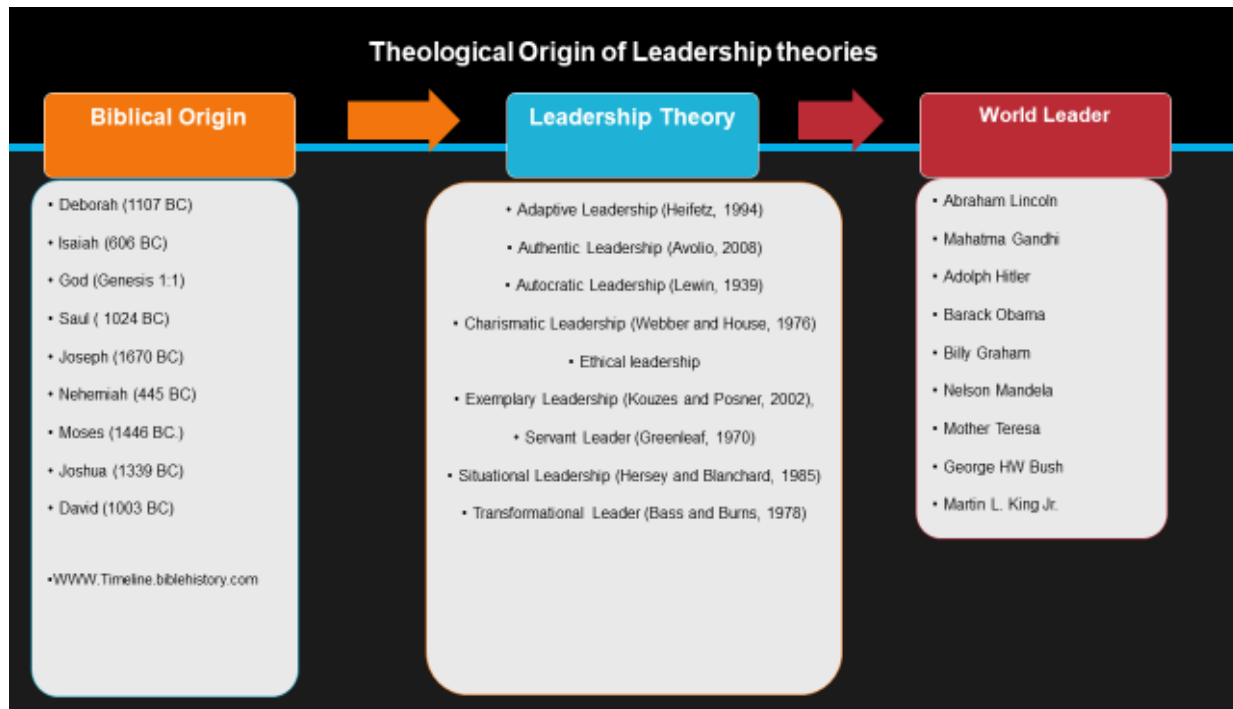 Theological Origin of Leadership theories
Biblical Origin
• Deborah (1107 BC)
• Isaiah (606 BC)
• God (Genesis 1:1)
• Saul ( 1024 BC)
• Joseph (1670 BC)
• Nehemiah (445 BC)
• Moses (1446 BC.)
• Joshua (1339 BC)
• David (1003 BC)
•WWW.Timeline.biblehistory.com
Leadership Theory
• Adaptive Leadership (Heifetz, 1994)
• Authentic Leadership (Avolio, 2008)
• Autocratic Leadership (Lewin, 1939)
• Charismatic Leadership (Webber and House, 1976)
• Ethical leadership
• Exemplary Leadership (Kouzes and Posner, 2002),
• Servant Leader (Greenleaf, 1970)
• Situational Leadership (Hersey and Blanchard, 1985)
• Transformational Leader (Bass and Burns, 1978)
World Leader
• Abraham Lincoln
• Mahatma Gandhi
• Adolph Hitler
• Barack Obama
• Billy Graham
• Nelson Mandela
• Mother Teresa
• George HW Bush
• Martin L. King Jr.